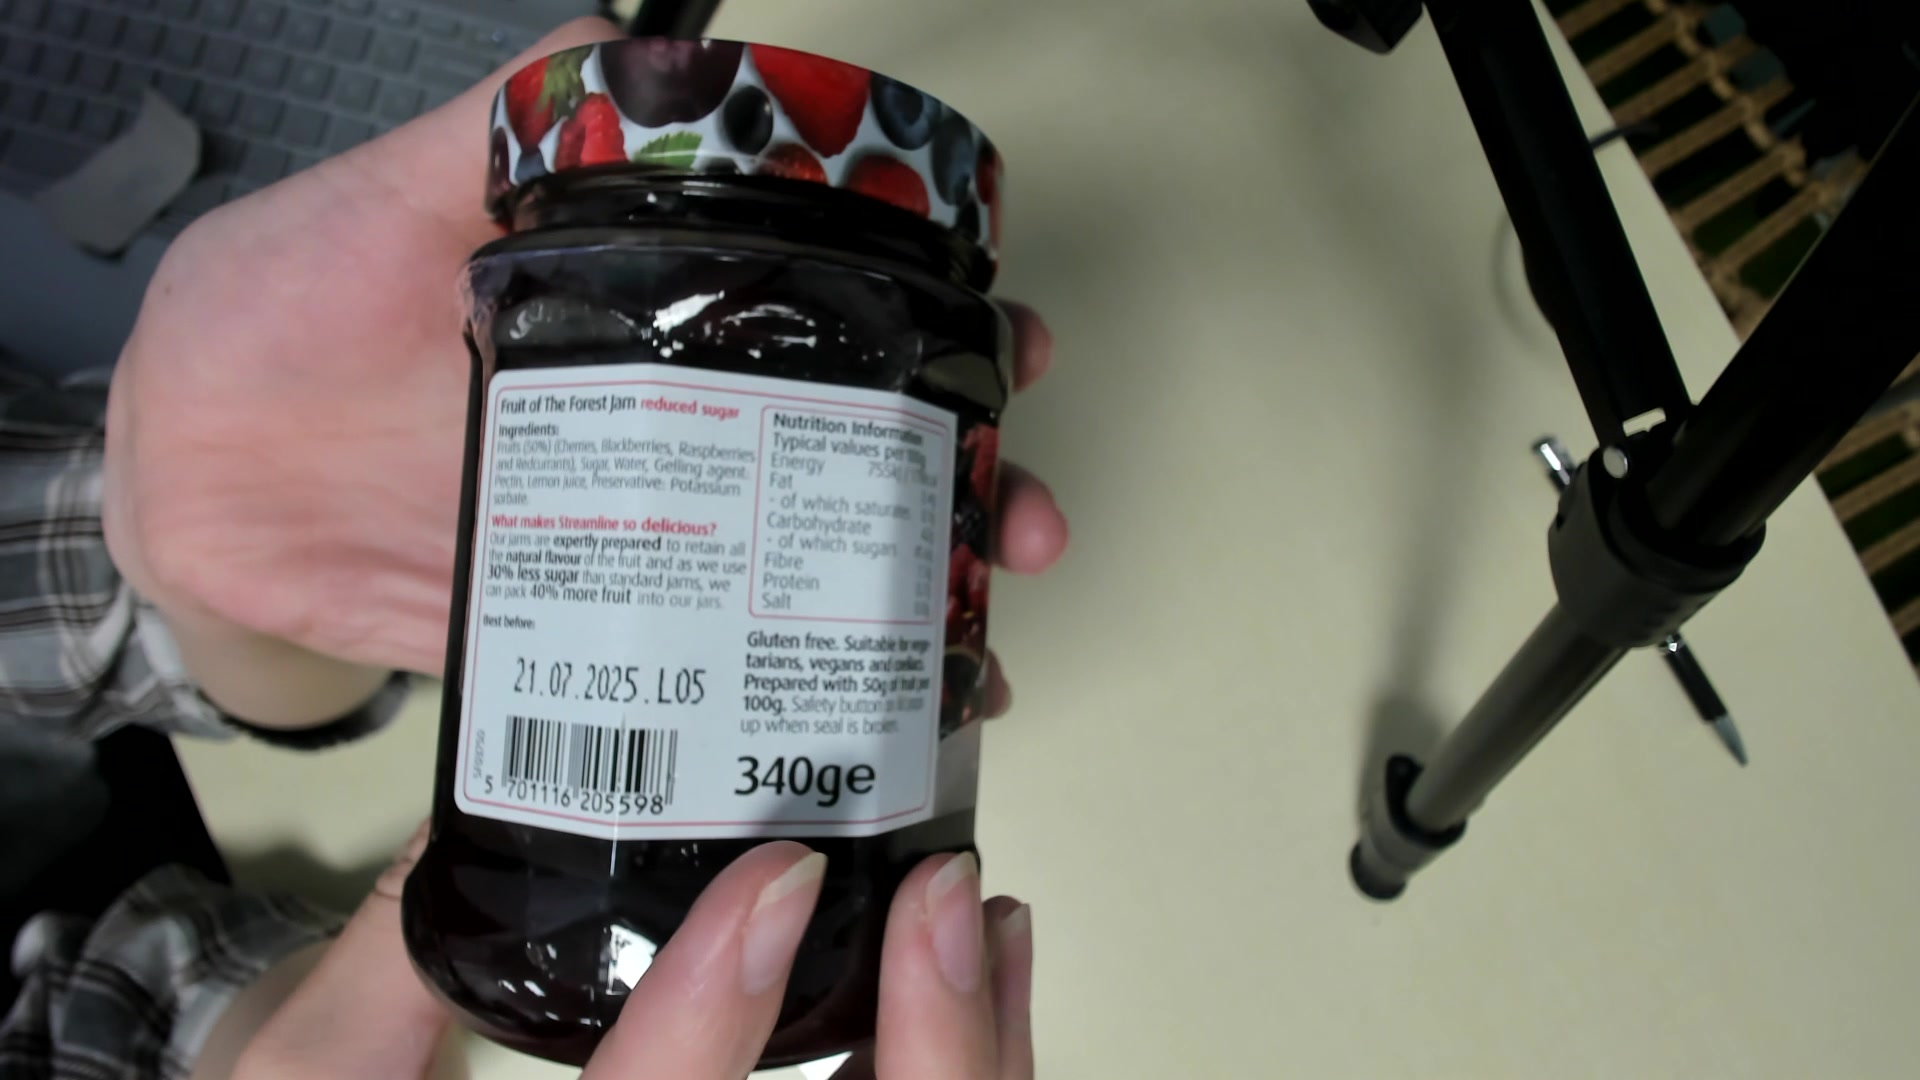 Fruit of The Forest Jam reduced sugar
Ingredients:
Fruits (50%) (Cherries, Blackberries, Raspberries
and Redcurrants), Sugar, Water, Gelling agent:
Pectin, Lemon Juice, Preservative: Potassium
sorbate.
What makes Streamline so delicious?
Our jams are expertly prepared to retain all
the natural flavour of the fruit and as we use
30% less sugar than standard jams, we
can pack 40% more fruit into our jars.
Best before:
21.07.2025.L05
5 701116 205598
Nutrition Information
Typical values per 100g
Energy
Fat
- of which saturates
Carbohydrate
- of which sugars
Fibre
Protein
Salt
Gluten free. Suitable for vege-
tarians, vegans and
Prepared with 50g of fruit per
100g. Safety button
up when seal is broken.
340ge